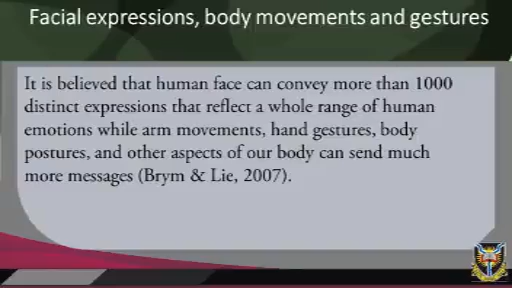 Facial expressions, body movements and gestures
It is believed that human face can convey more than 1000
distinct expressions that reflect a whole range of human
emotions while arm movements, hand gestures, body
postures, and other aspects of our body can send much
more messages (Brym & Lie, 2007).